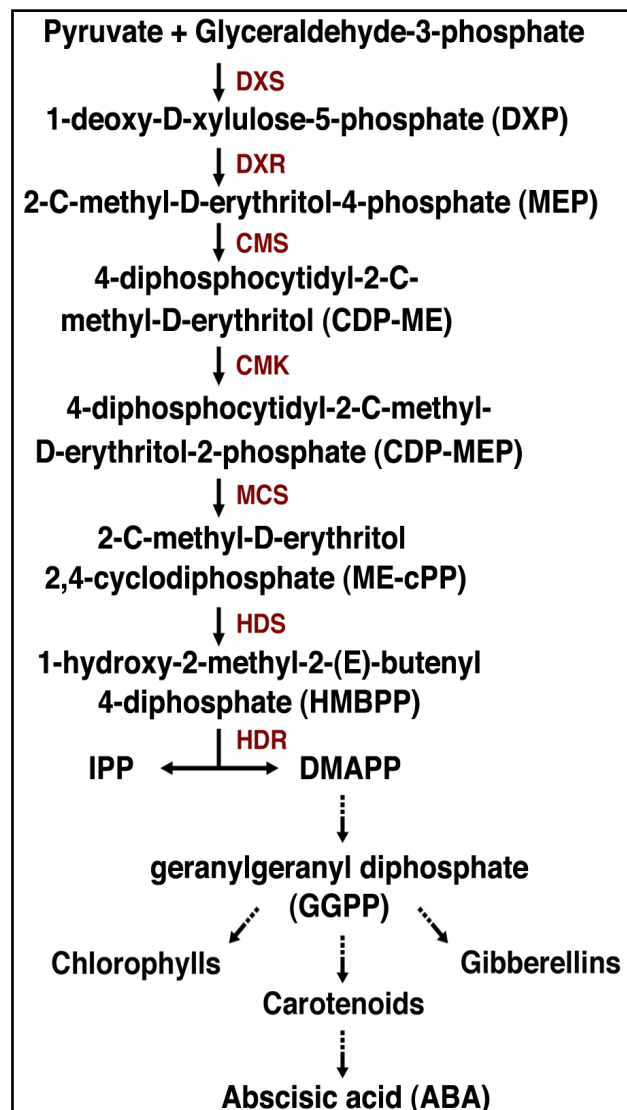 Pyruvate + Glyceraldehyde-3-phosphate
DXS
1-deoxy-D-xylulose-5-phosphate (DXP)
DXR
2-C-methyl-D-erythritol-4-phosphate (MEP)
CMS
4-diphosphocytidyl-2-C-
methyl-D-erythritol (CDP-ME)
CMK
4-diphosphocytidyl-2-C-methyl-
D-erythritol-2-phosphate (CDP-MEP)
MCS
2-C-methyl-D-erythritol
2,4-cyclodiphosphate (ME-cPP)
HDS
1-hydroxy-2-methyl-2-(E)-butenyl
4-diphosphate (HMBPP)
HDR
IPP DMAPP
geranylgeranyl diphosphate
(GGPP)
Chlorophylls Gibberellins
Carotenoids
Abscisic acid (ABA)